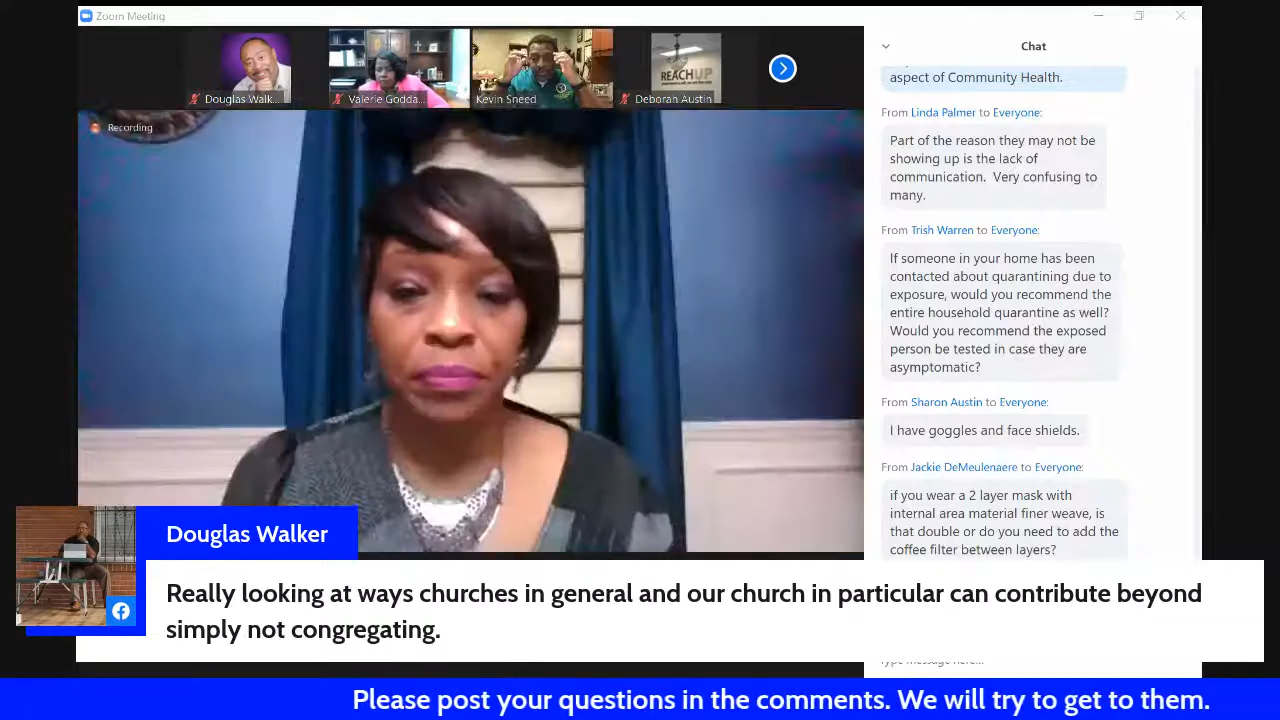 Zoom Meeting
Douglas Walk...
Valerie Godda...
Kevin Sneed
REACHUP
Deborah Austin
Recording
Chat
aspect of Community Health.
From Linda Palmer to Everyone:
Part of the reason they may not be
showing up is the lack of
communication. Very confusing to
many.
From Trish Warren to Everyone:
If someone in your home has been
contacted about quarantining due to
exposure, would you recommend the
entire household quarantine as well?
Would you recommend the exposed
person be tested in case they are
asymptomatic?
From Sharon Austin to Everyone:
I have goggles and face shields.
From Jackie DeMeulenaere to Everyone:
if you wear a 2 layer mask with
internal area material finer weave, is
that double or do you need to add the
coffee filter between layers?
Douglas Walker
Really looking at ways churches in general and our church in particular can contribute beyond
simply not congregating.
Type message here...
Please post your questions in the comments. We will try to get to them.